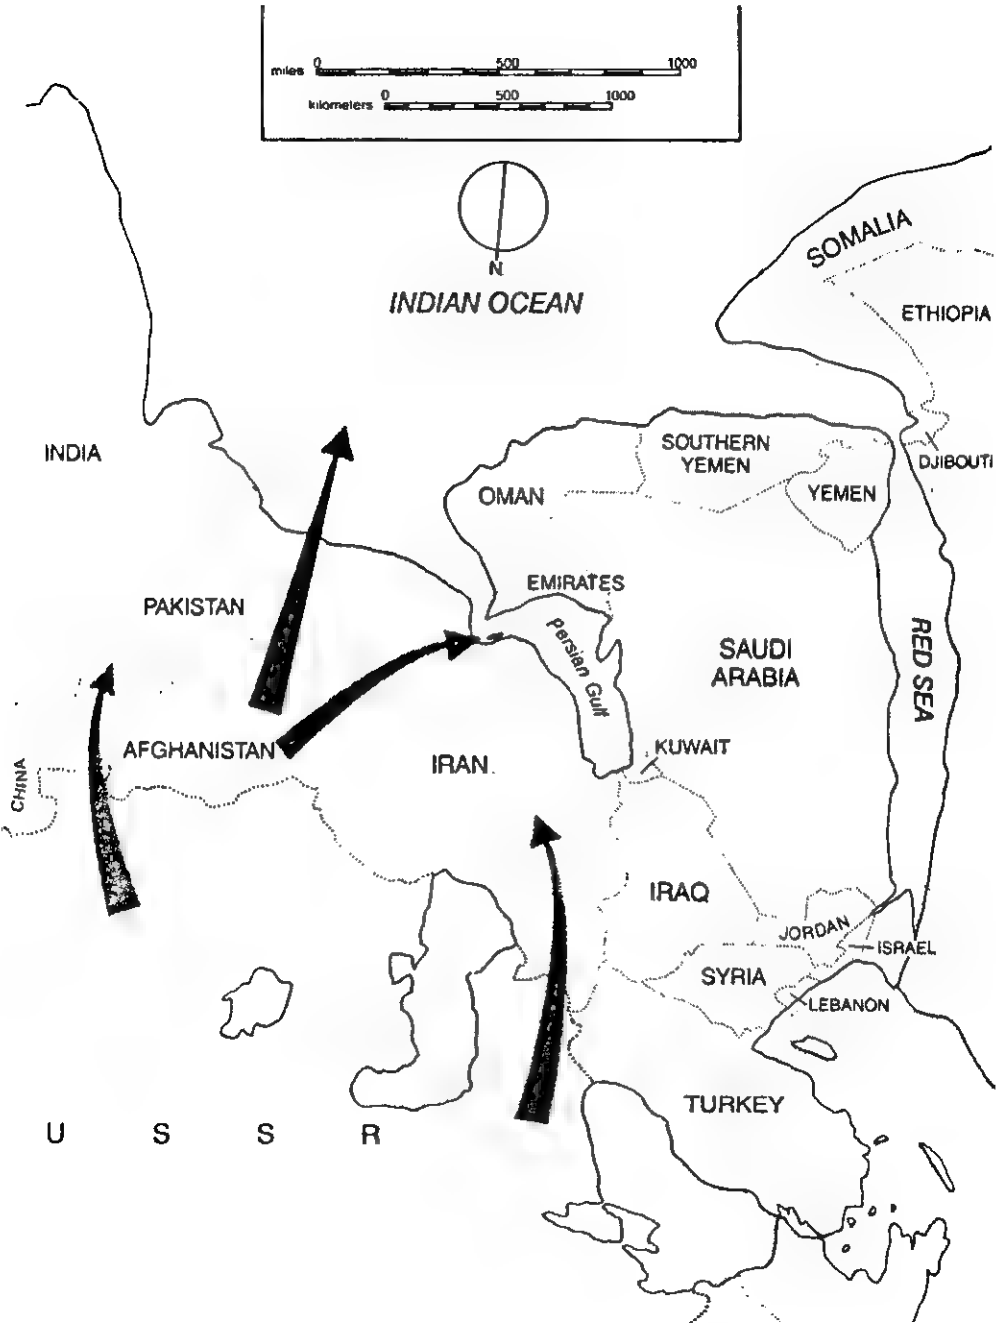 miles 0 500 1000
kilometers 0 500 1000
N
INDIAN OCEAN
SOMALIA
ETHIOPIA
DJIBOUTI
INDIA
SOUTHERN
YEMEN
YEMEN
OMAN
EMIRATES
PAKISTAN
Persian Gulf
SAUDI
ARABIA
RED SEA
AFGHANISTAN
IRAN
KUWAIT
CHINA
IRAQ
JORDAN
ISRAEL
SYRIA
LEBANON
TURKEY
U S S R